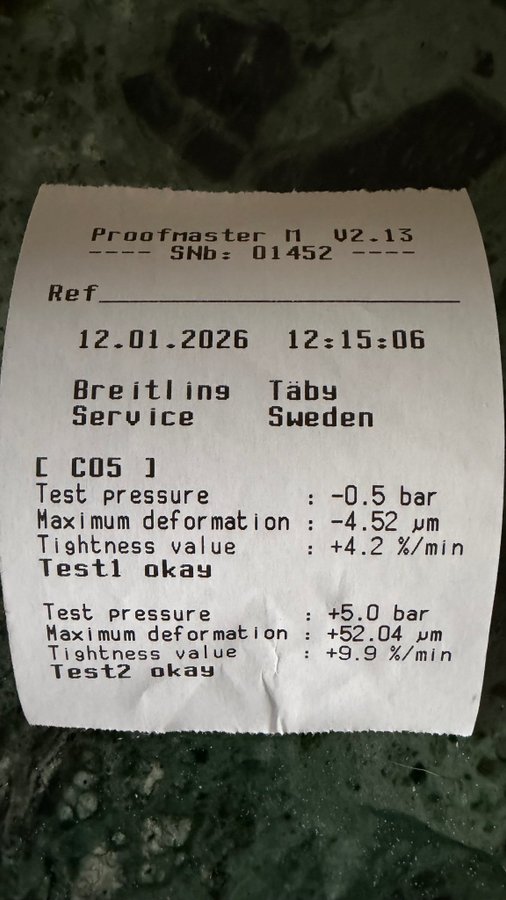 Proofmaster M V2.13
---- SNb: 01452 ----
Ref____________________
12.01.2026 12:15:06
Breitling Täby
Service Sweden
[ C05 ]
Test pressure : -0.5 bar
Maximum deformation : -4.52 µm
Tightness value : +4.2 %/min
Test1 okay
Test pressure : +5.0 bar
Maximum deformation : +52.04 µm
Tightness value : +9.9 %/min
Test2 okay